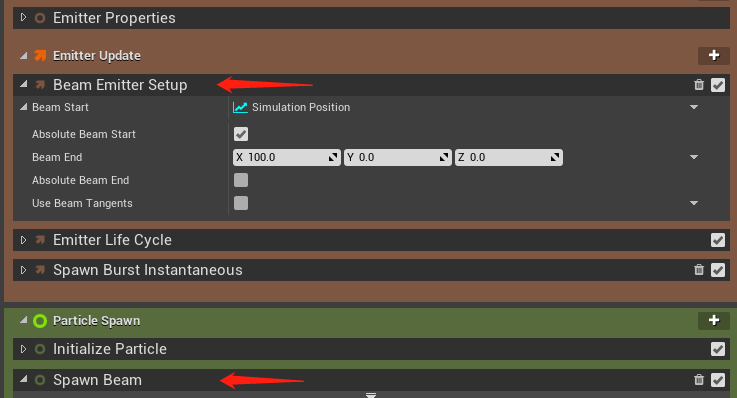 Emitter Properties
Emitter Update
Beam Emitter Setup
Beam Start Simulation Position
Absolute Beam Start
Beam End X 100.0 Y 0.0 Z 0.0
Absolute Beam End
Use Beam Tangents
Emitter Life Cycle
Spawn Burst Instantaneous
Particle Spawn
Initialize Particle
Spawn Beam